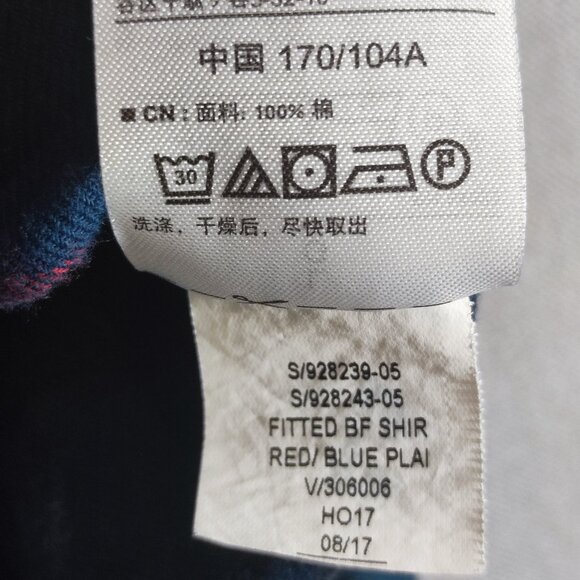 中国 170/104A
■ CN : 面料: 100% 棉
30 P
洗涤，干燥后，尽快取出
S/928239-05
S/928243-05
FITTED BF SHIR
RED/ BLUE PLAI
V/306006
HO17
08/17